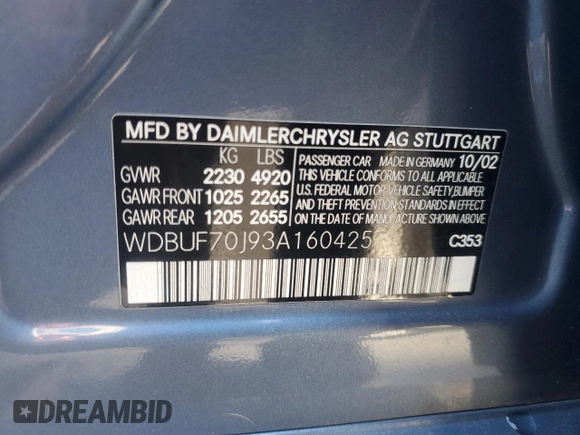 MFD BY DAIMLERCHRYSLER AG STUTTGART
KG LBS
GVWR 2230 4920
GAWR FRONT 1025 2265
GAWR REAR 1205 2655
PASSENGER CAR MADE IN GERMANY 10/02
THIS VEHICLE CONFORMS TO ALL APPLICABLE
U.S. FEDERAL MOTOR VEHICLE SAFETY, BUMPER
AND THEFT PREVENTION STANDARDS IN EFFECT
ON THE DATE OF MANUFACTURE SHOWN ABOVE
WDBUF70J93A160425
C353
DREAMBID